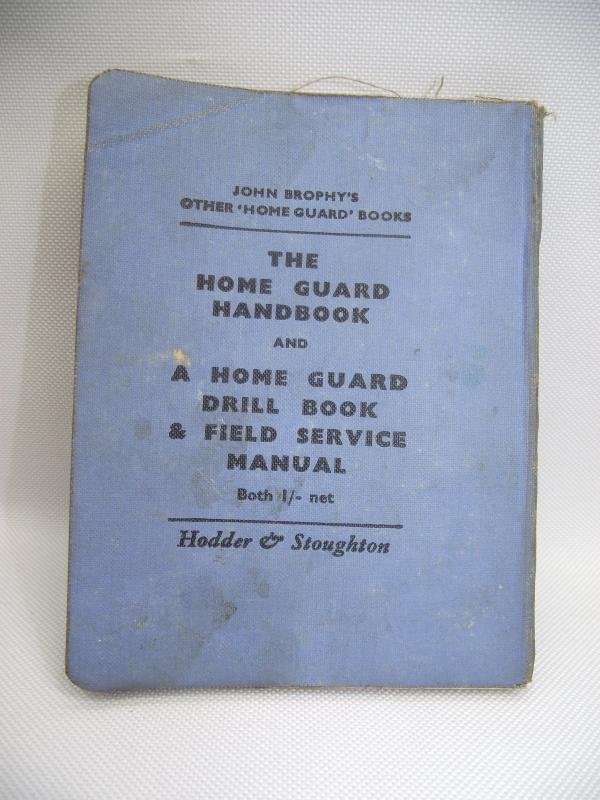 JOHN BROPHY'S
OTHER 'HOME GUARD' BOOKS
THE
HOME GUARD
HANDBOOK
AND
A HOME GUARD
DRILL BOOK
& FIELD SERVICE
MANUAL
Both 1/- net
Hodder & Stoughton